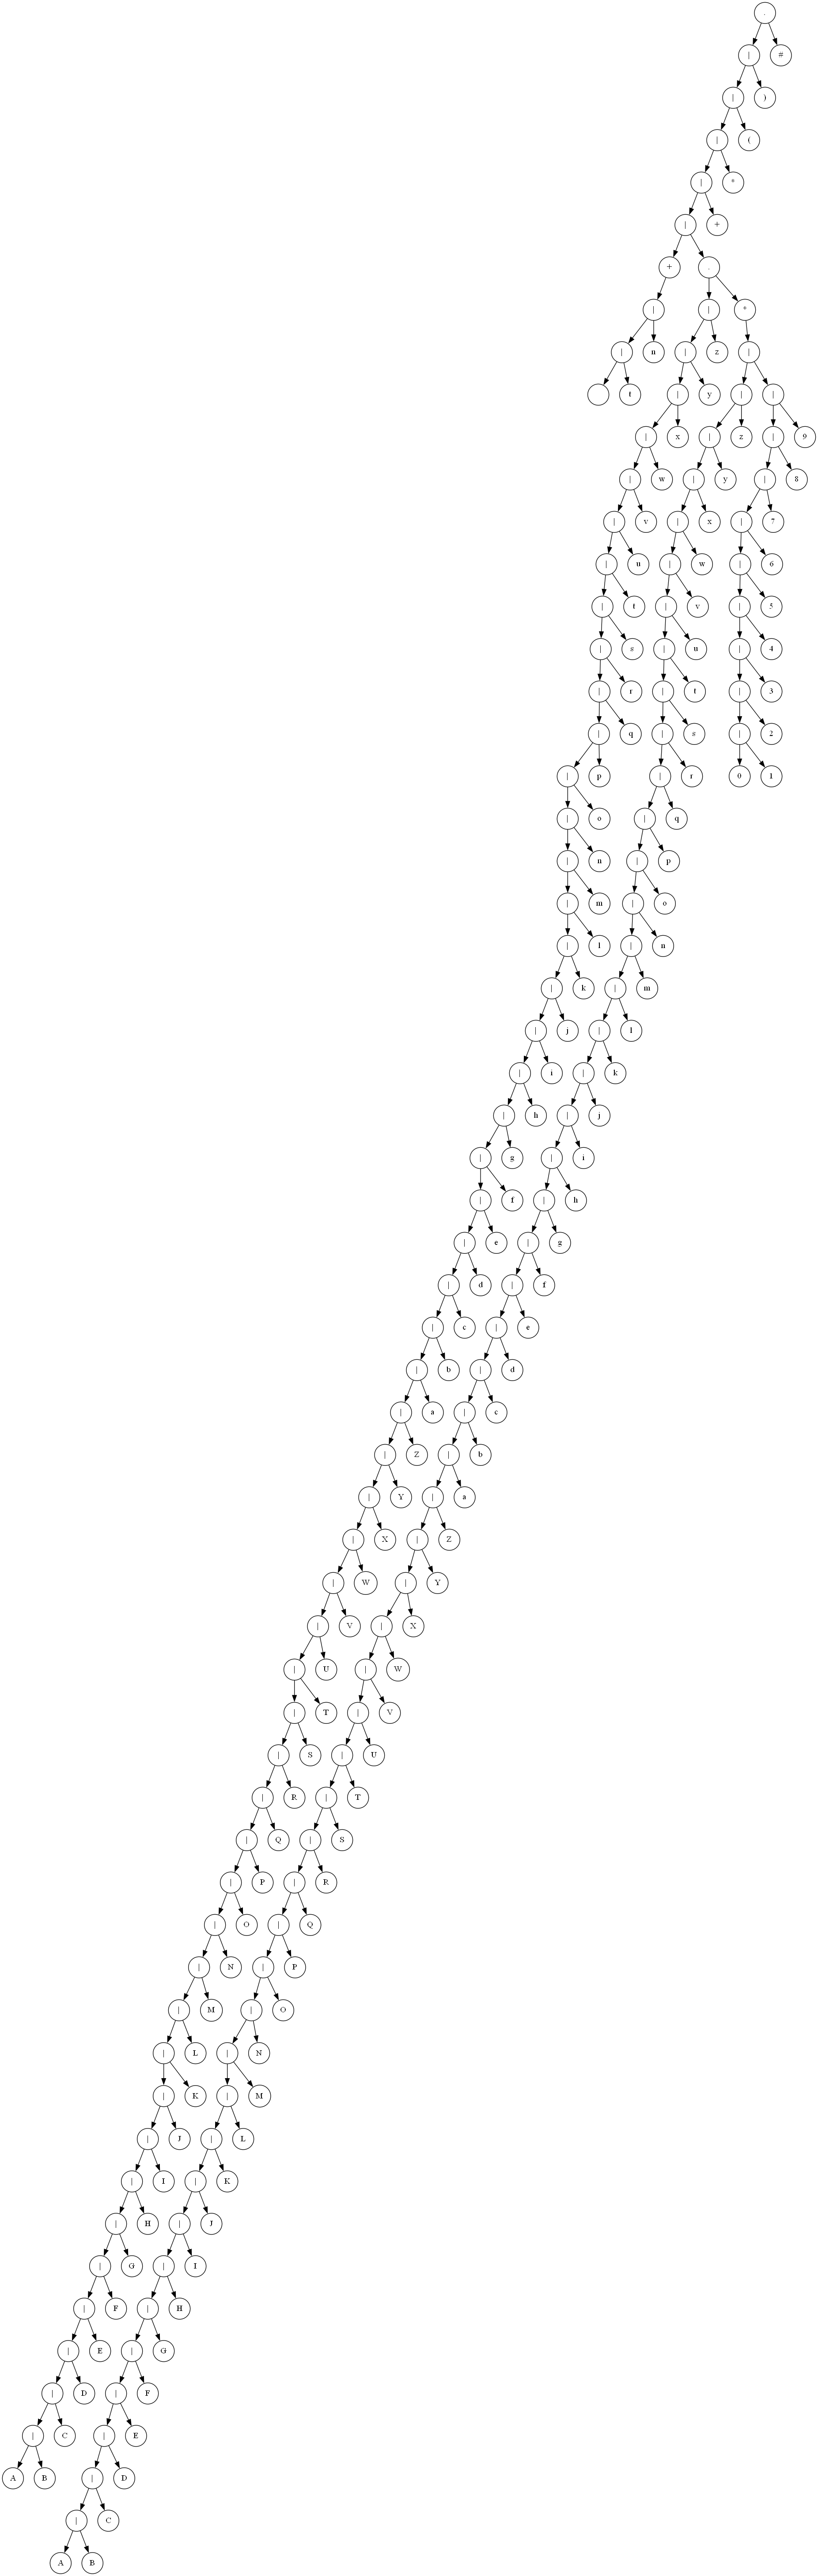 .
| #
| )
| (
| *
| +
+ .
| | *
| n | z |
t | y | |
| x | z | 9
| w | y | 8
| v | x | 7
| u | w | 6
| t | v | 5
| s | u | 4
| r | t | 3
| q | s | 2
| p | r 0 1
| o | q
| n | p
| m | o
| l | n
| k | m
| j | l
| i | k
| h | j
| g | i
| f | h
| e | g
| d | f
| c | e
| b | d
| a | c
| Z | b
| Y | a
| X | Z
| W | Y
| V | X
| U | W
| T | V
| S | U
| R | T
| Q | S
| P | R
| O | Q
| N | P
| M | O
| L | N
| K | M
| J | L
| I | K
| H | J
| G | I
| F | H
| E | G
| D | F
| C | E
A B | D
| C
A B